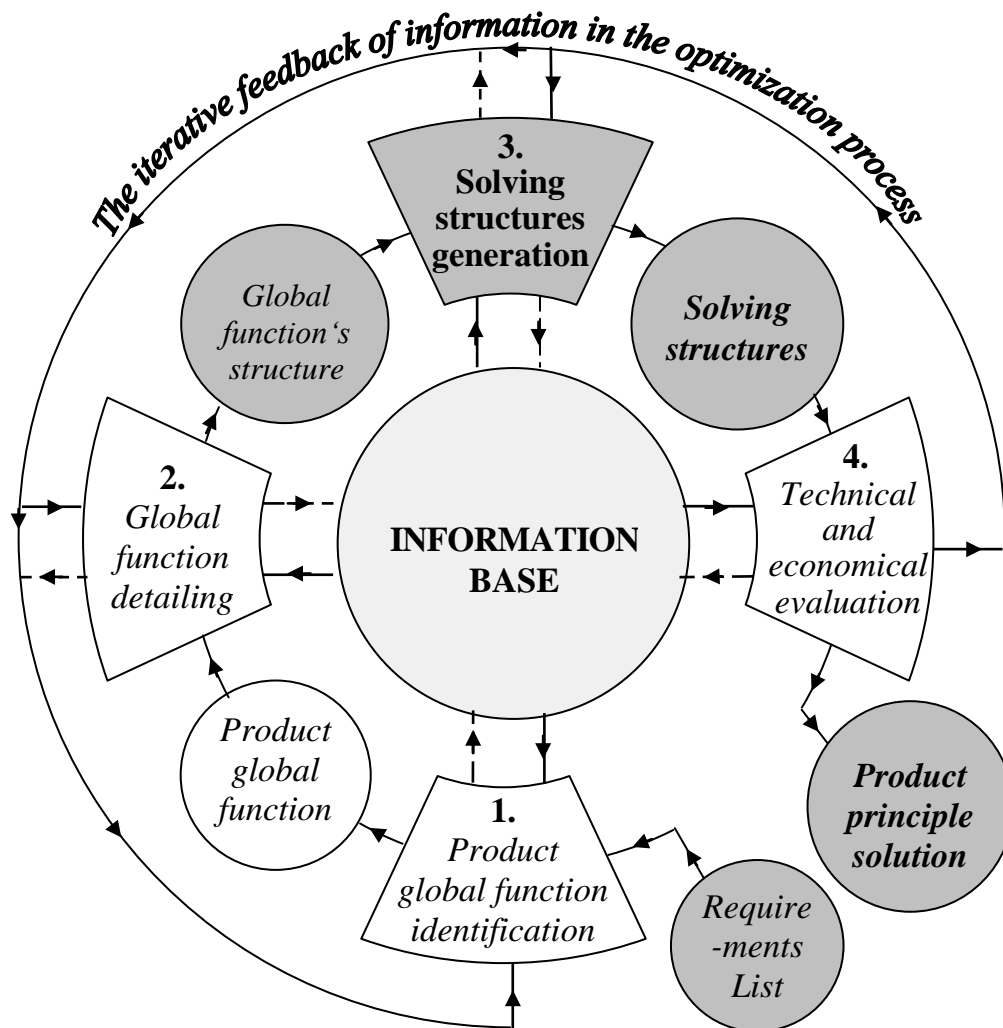 The iterative feedback of information in the optimization process
3.
Solving
structures
generation
Global
function‘s
structure
Solving
structures
2.
Global
function
detailing
INFORMATION
BASE
4.
Technical
and
economical
evaluation
Product
global
function
1.
Product
global function
identification
Require
-ments
List
Product
principle
solution